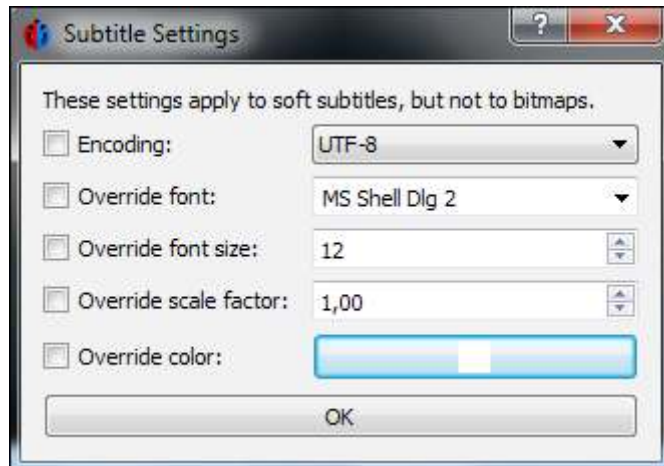 Subtitle Settings
?
These settings apply to soft subtitles, but not to bitmaps.
Encoding: UTF-8
Override font: MS Shell Dlg 2
Override font size: 12
Override scale factor: 1,00
Override color:
OK